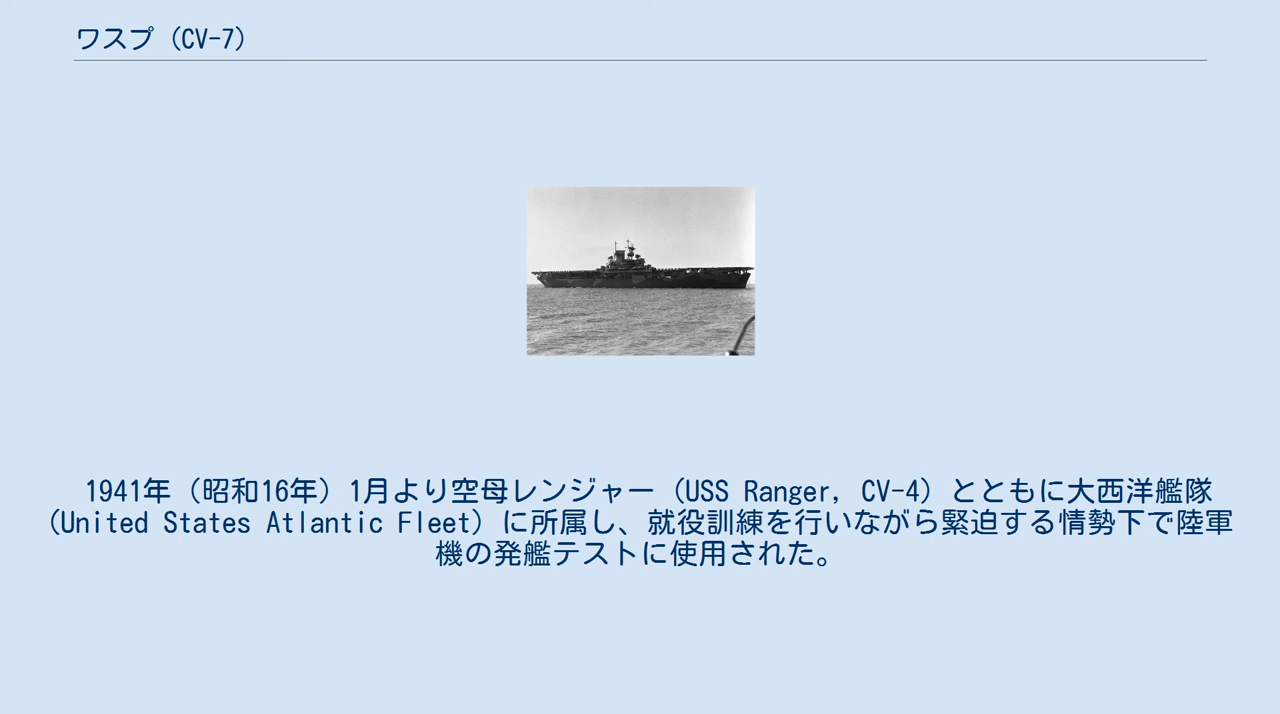 ワスプ（CV-7）
1941年（昭和16年）1月より空母レンジャー（USS Ranger, CV-4）とともに大西洋艦隊
（United States Atlantic Fleet）に所属し、就役訓練を行いながら緊迫する情勢下で陸軍
機の発艦テストに使用された。